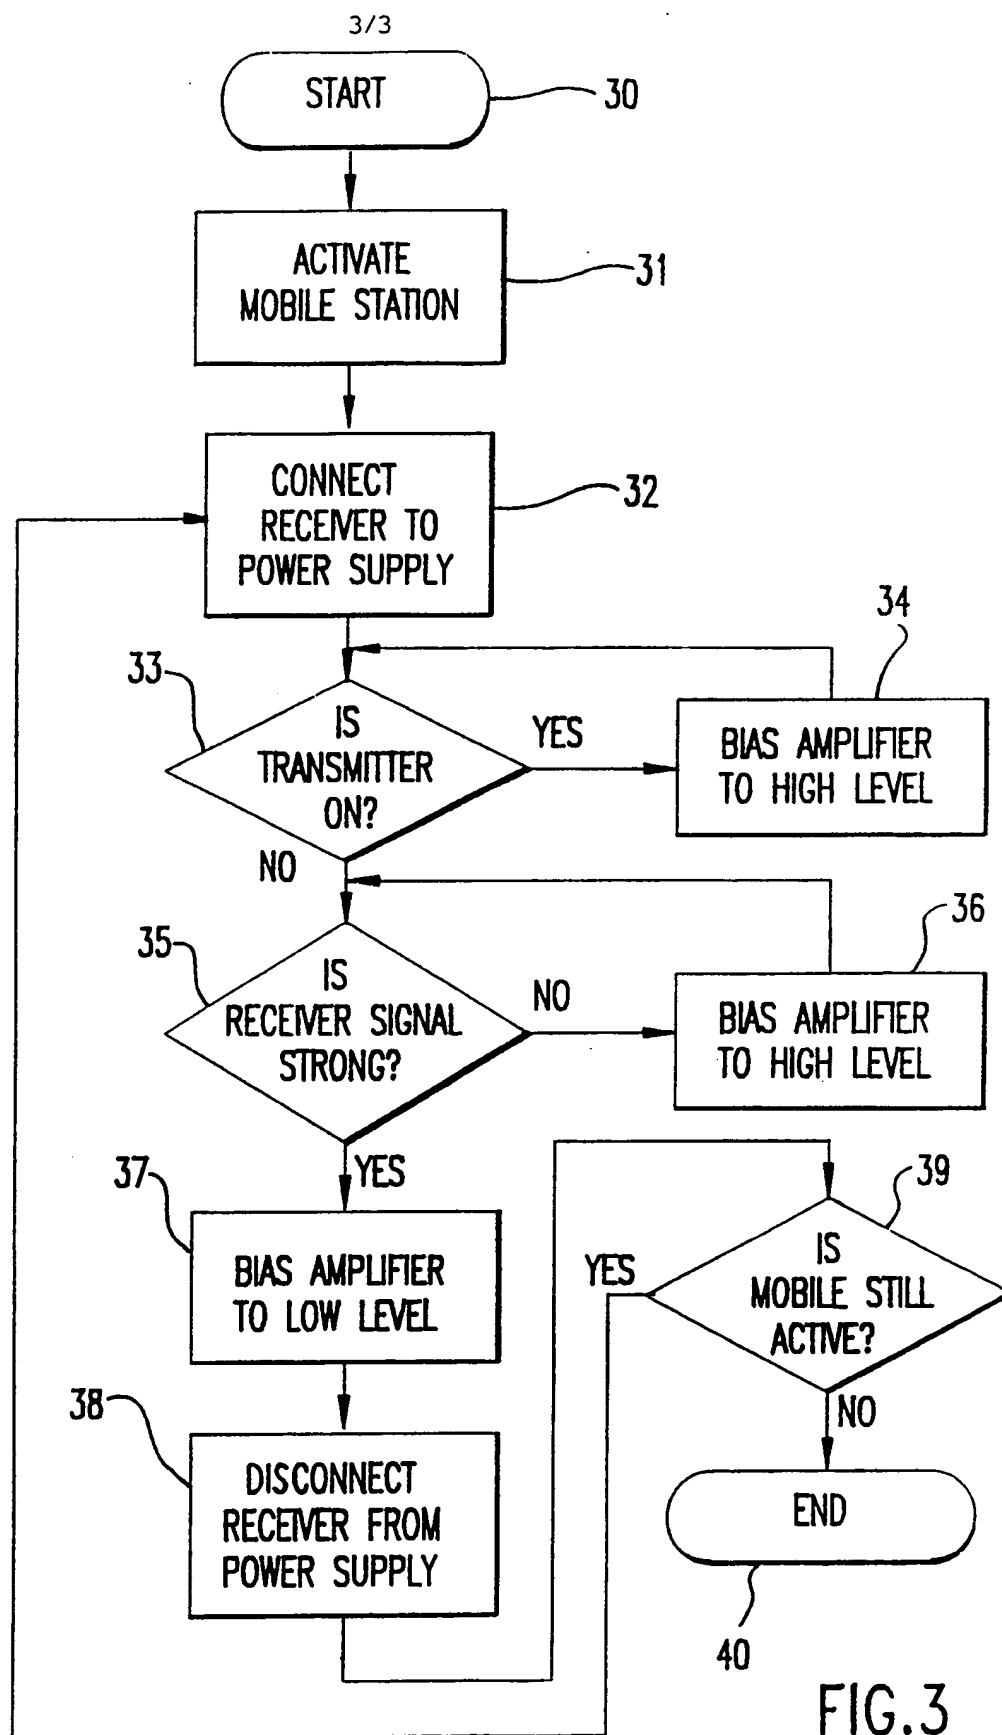 3/3
START
30
ACTIVATE
MOBILE STATION
31
CONNECT
RECEIVER TO
POWER SUPPLY
32
33
IS
TRANSMITTER
ON?
YES
34
BIAS AMPLIFIER
TO HIGH LEVEL
NO
35
IS
RECEIVER SIGNAL
STRONG?
NO
36
BIAS AMPLIFIER
TO HIGH LEVEL
YES
37
BIAS AMPLIFIER
TO LOW LEVEL
38
DISCONNECT
RECEIVER FROM
POWER SUPPLY
39
IS
MOBILE STILL
ACTIVE?
YES
NO
END
40
FIG.3